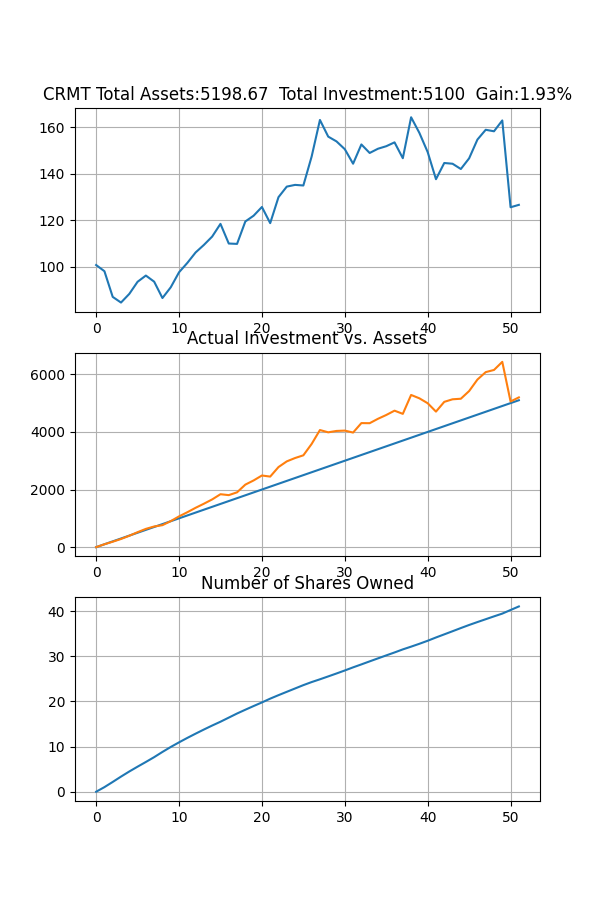 CRMT Total Assets:5198.67  Total Investment:5100  Gain:1.93%
160
140
120
100
0 10 20 30 40 50
Actual Investment vs. Assets
6000
4000
2000
0
0 10 20 30 40 50
Number of Shares Owned
40
30
20
10
0
0 10 20 30 40 50